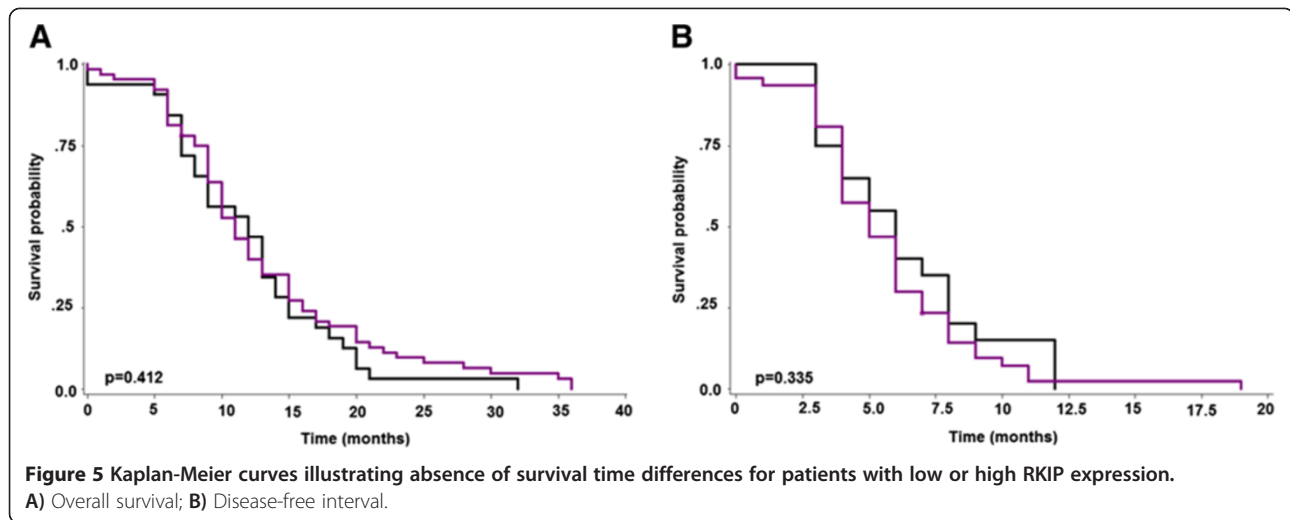 A
1.0
.75
.5
.25
0.0
Survival probability
p=0.412
0 5 10 15 20 25 30 35 40
Time (months)
B
1.0
.75
.5
.25
0.0
Survival probability
p=0.335
0 2.5 5.0 7.5 10 12.5 15 17.5 20
Time (months)
Figure 5 Kaplan-Meier curves illustrating absence of survival time differences for patients with low or high RKIP expression.
A) Overall survival; B) Disease-free interval.